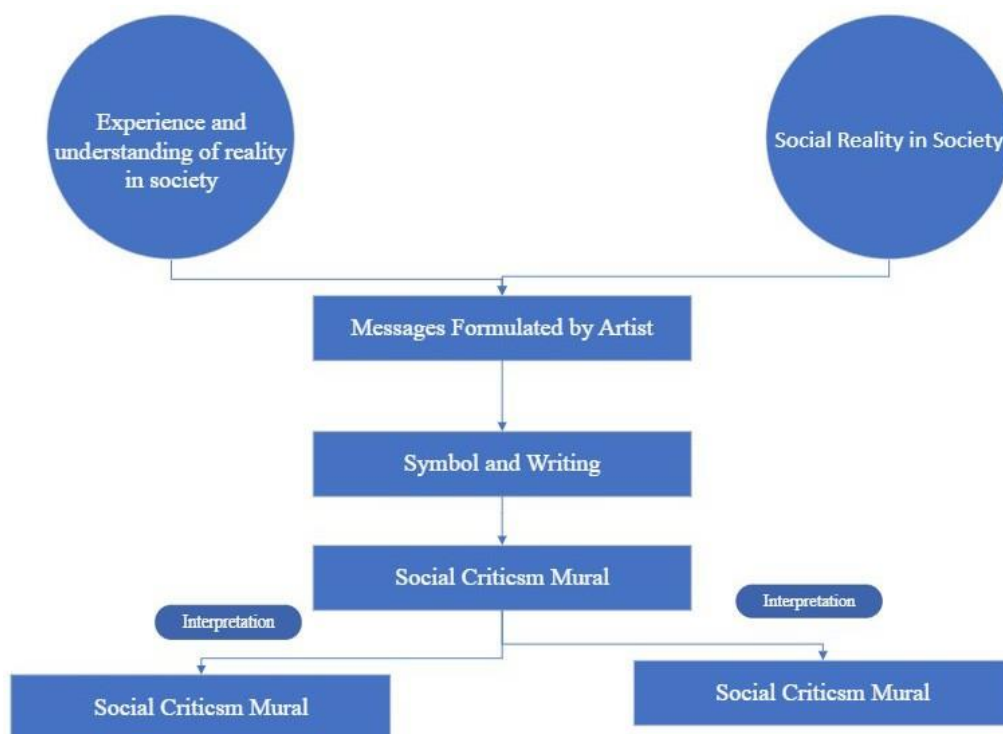 Experience and
understanding of reality
in society
Social Reality in Society
Messages Formulated by Artist
Symbol and Writing
Social Criticsm Mural
Interpretation
Interpretation
Social Criticsm Mural
Social Criticsm Mural